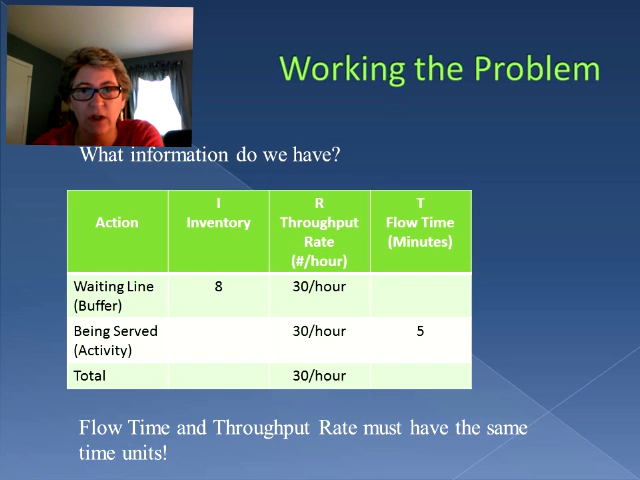 Working the Problem
What information do we have?
Action
I
Inventory
R
Throughput
Rate
(#/hour)
T
Flow Time
(Minutes)
Waiting Line
(Buffer)
8
30/hour
Being Served
(Activity)
30/hour
5
Total
30/hour
Flow Time and Throughput Rate must have the same
time units!